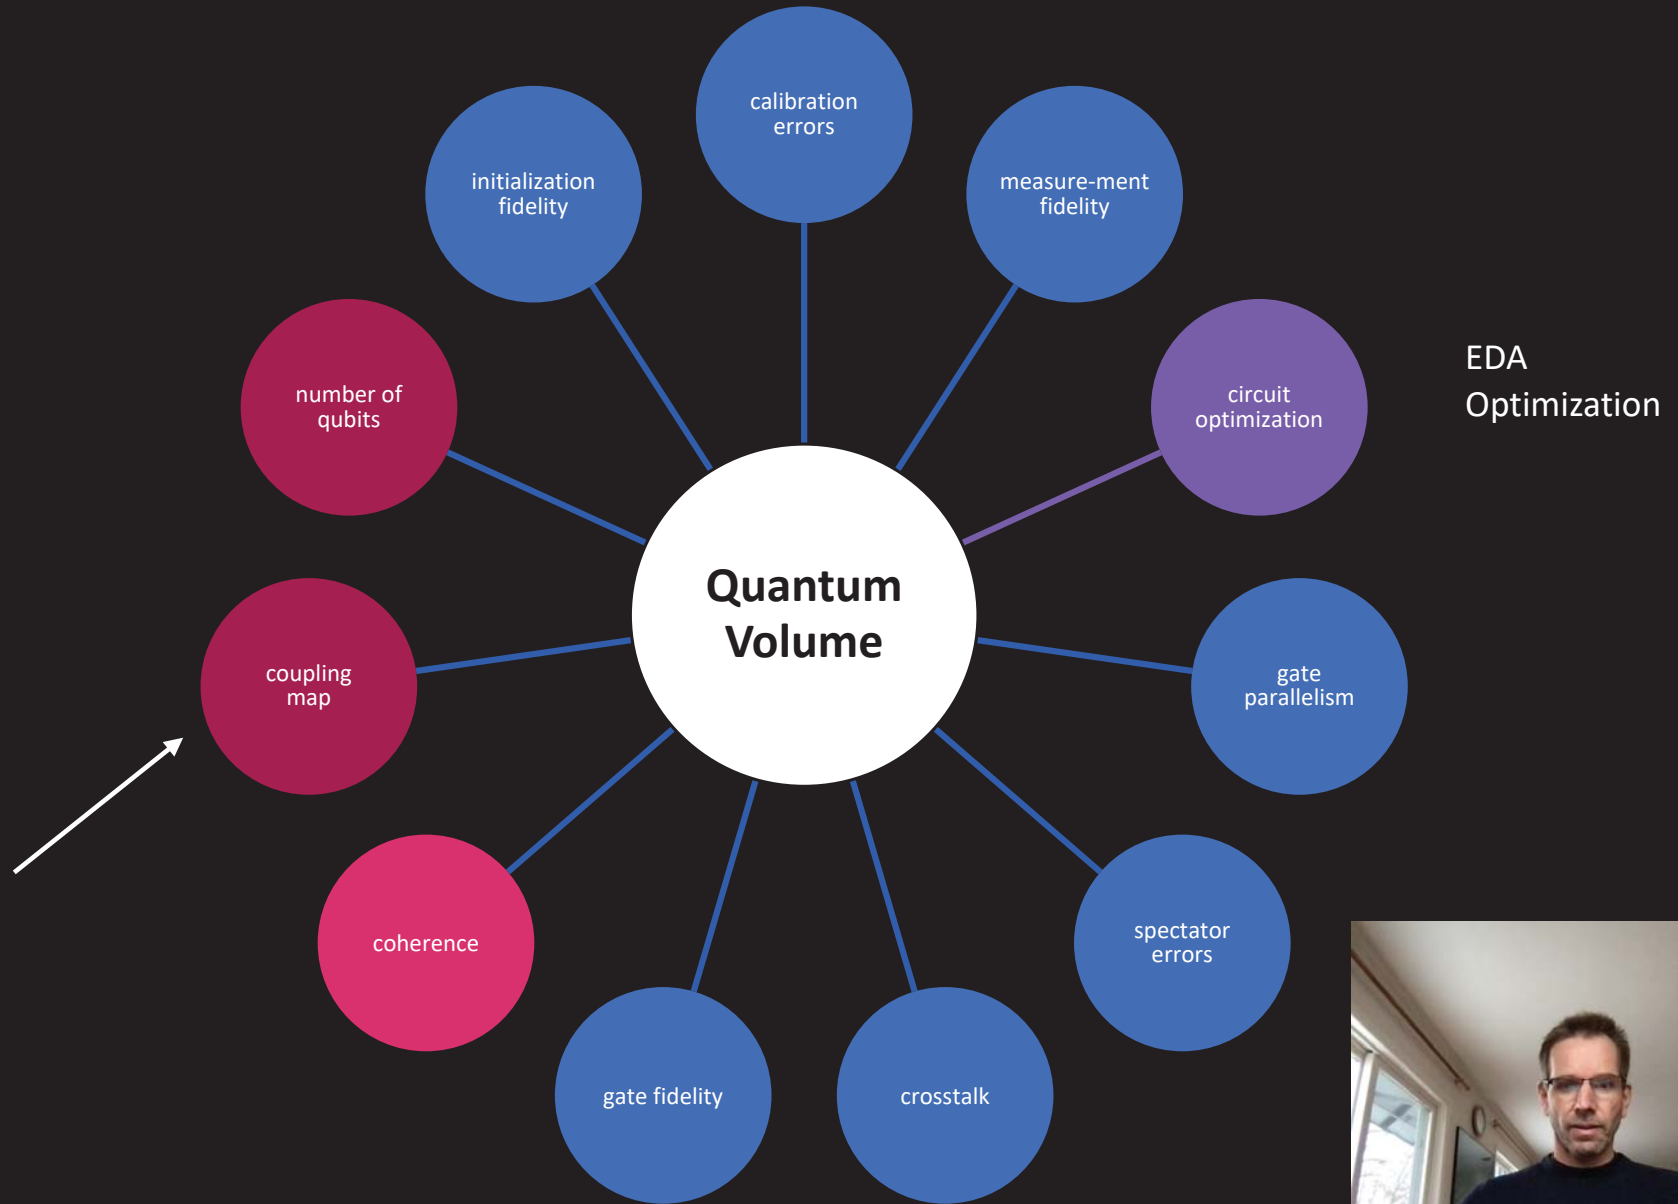 calibration
errors
initialization
fidelity
measure-ment
fidelity
number of
qubits
circuit
optimization
EDA
Optimization
Quantum
Volume
coupling
map
gate
parallelism
coherence
spectator
errors
gate fidelity
crosstalk